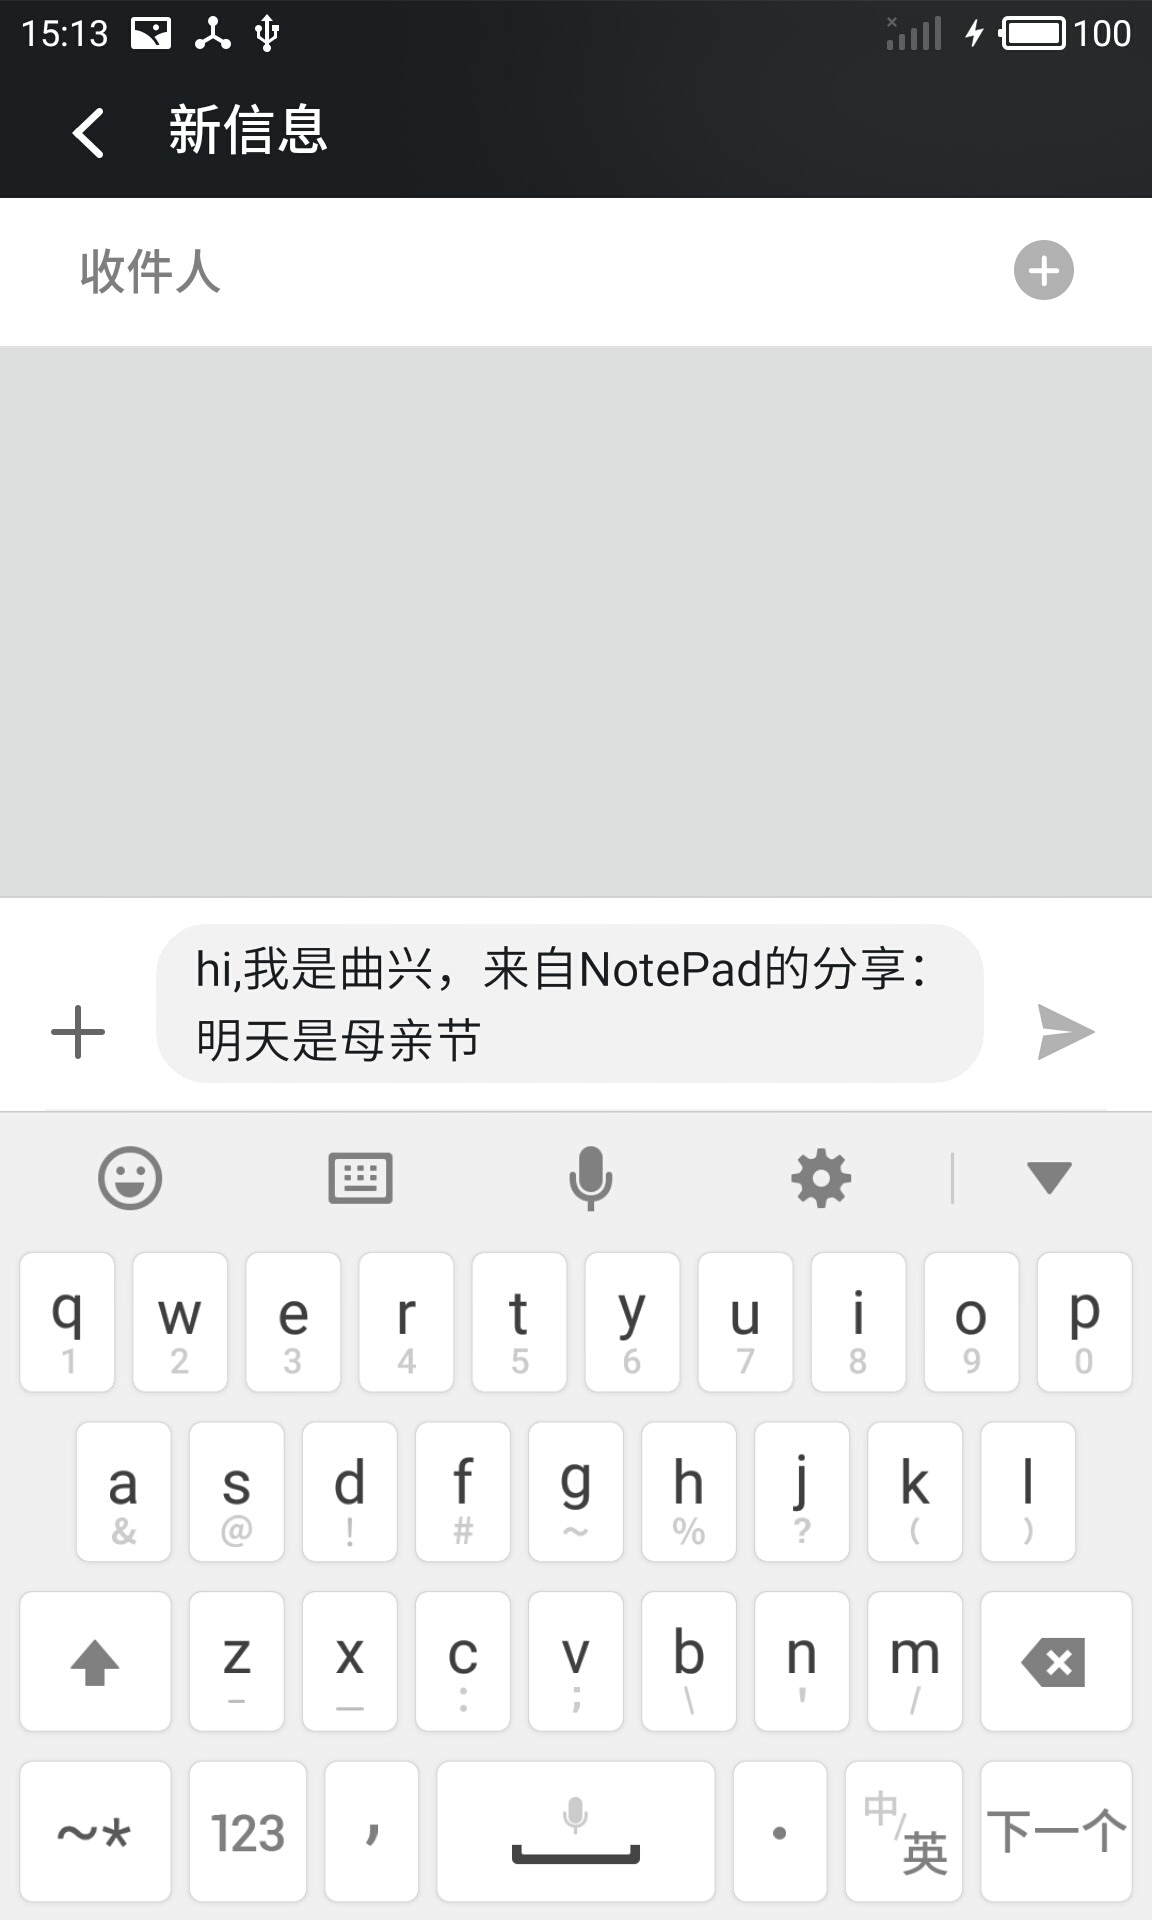 15:13 100
新信息
收件人
hi,我是曲兴，来自NotePad的分享：
明天是母亲节
q w e r t y u i o p
1 2 3 4 5 6 7 8 9 0
a s d f g h j k l
& @ ! # ~ % ? ( )
z x c v b n m
- — : ; \ ' /
~* 123 , . 中/英 下一个